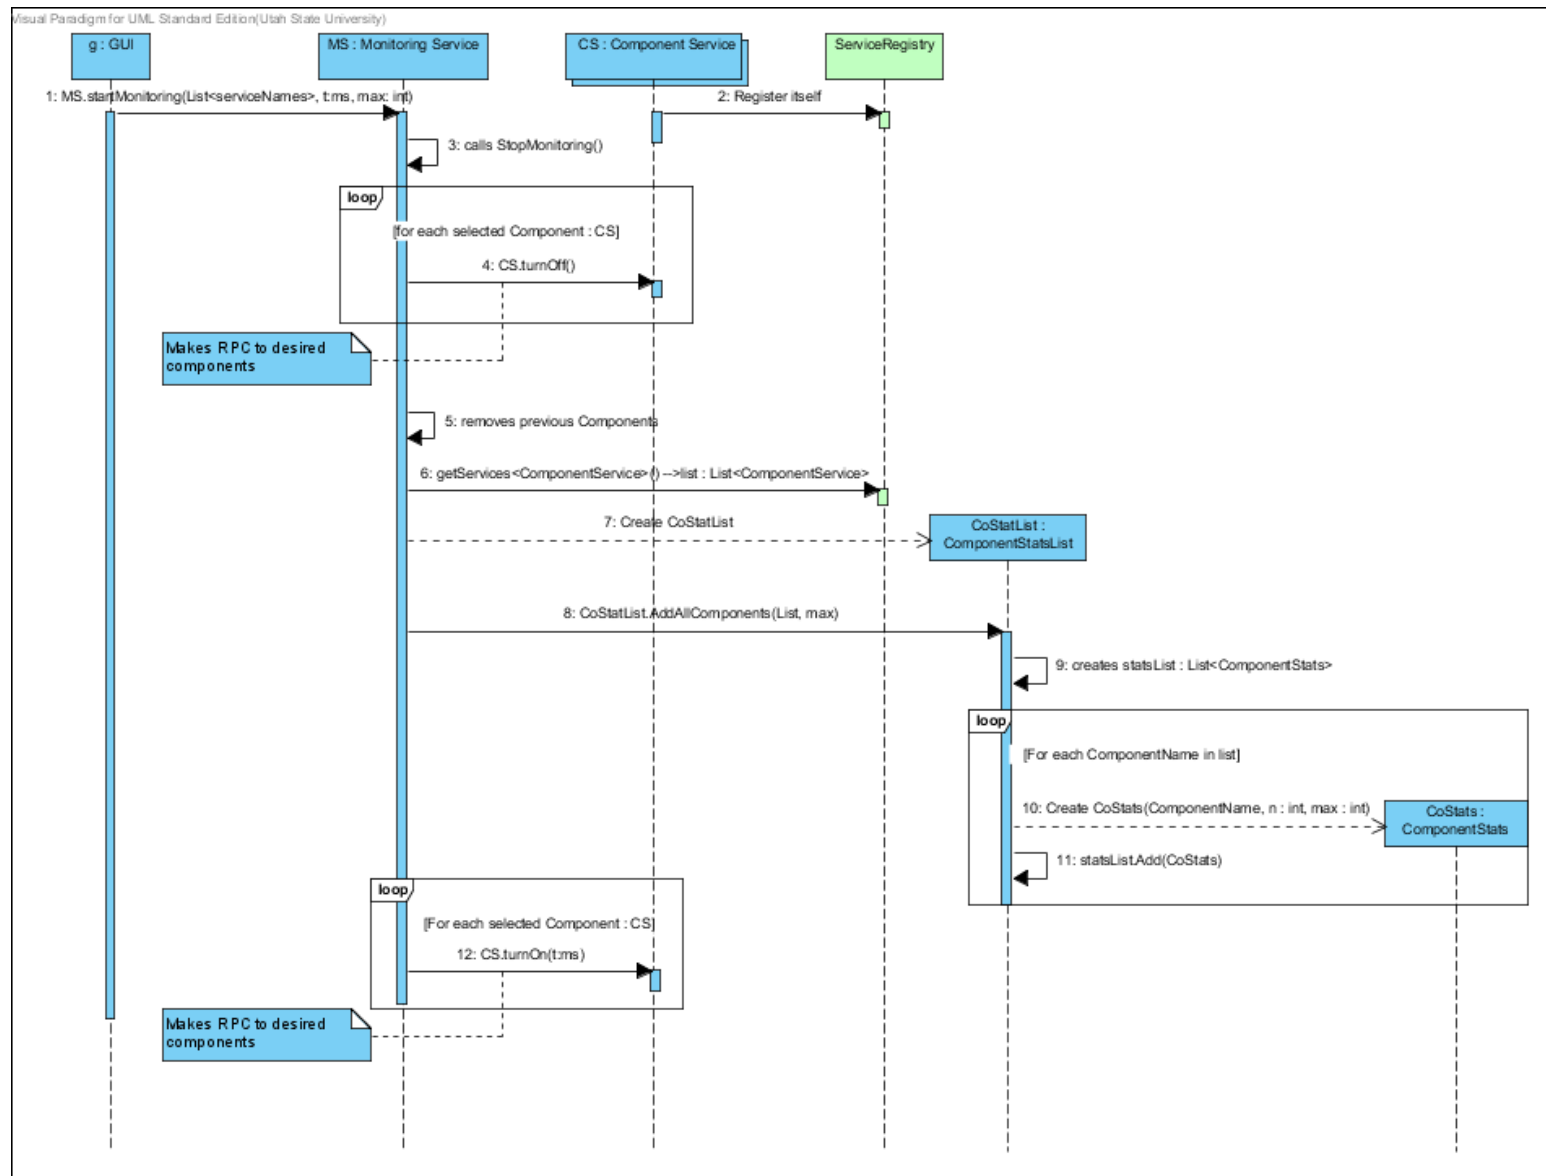 Visual Paradigm for UML Standard Edition(Utah State University)
g : GUI
MS : Monitoring Service
CS : Component Service
ServiceRegistry
1: MS.startMonitoring(List<serviceNames>, t:ms, max: int)
2: Register itself
3: calls StopMonitoring()
loop
[for each selected Component : CS]
4: CS.turnOff()
Makes RPC to desired
components
5: removes previous Components
6: getServices<ComponentService>() -->list : List<ComponentService>
7: Create CoStatList
CoStatList :
ComponentStatsList
8: CoStatList.AddAllComponents(List, max)
9: creates statsList : List<ComponentStats>
loop
[For each ComponentName in list]
10: Create CoStats(ComponentName, n : int, max : int)
CoStats :
ComponentStats
11: statsList.Add(CoStats)
loop
[For each selected Component : CS]
12: CS.turnOn(t:ms)
Makes RPC to desired
components